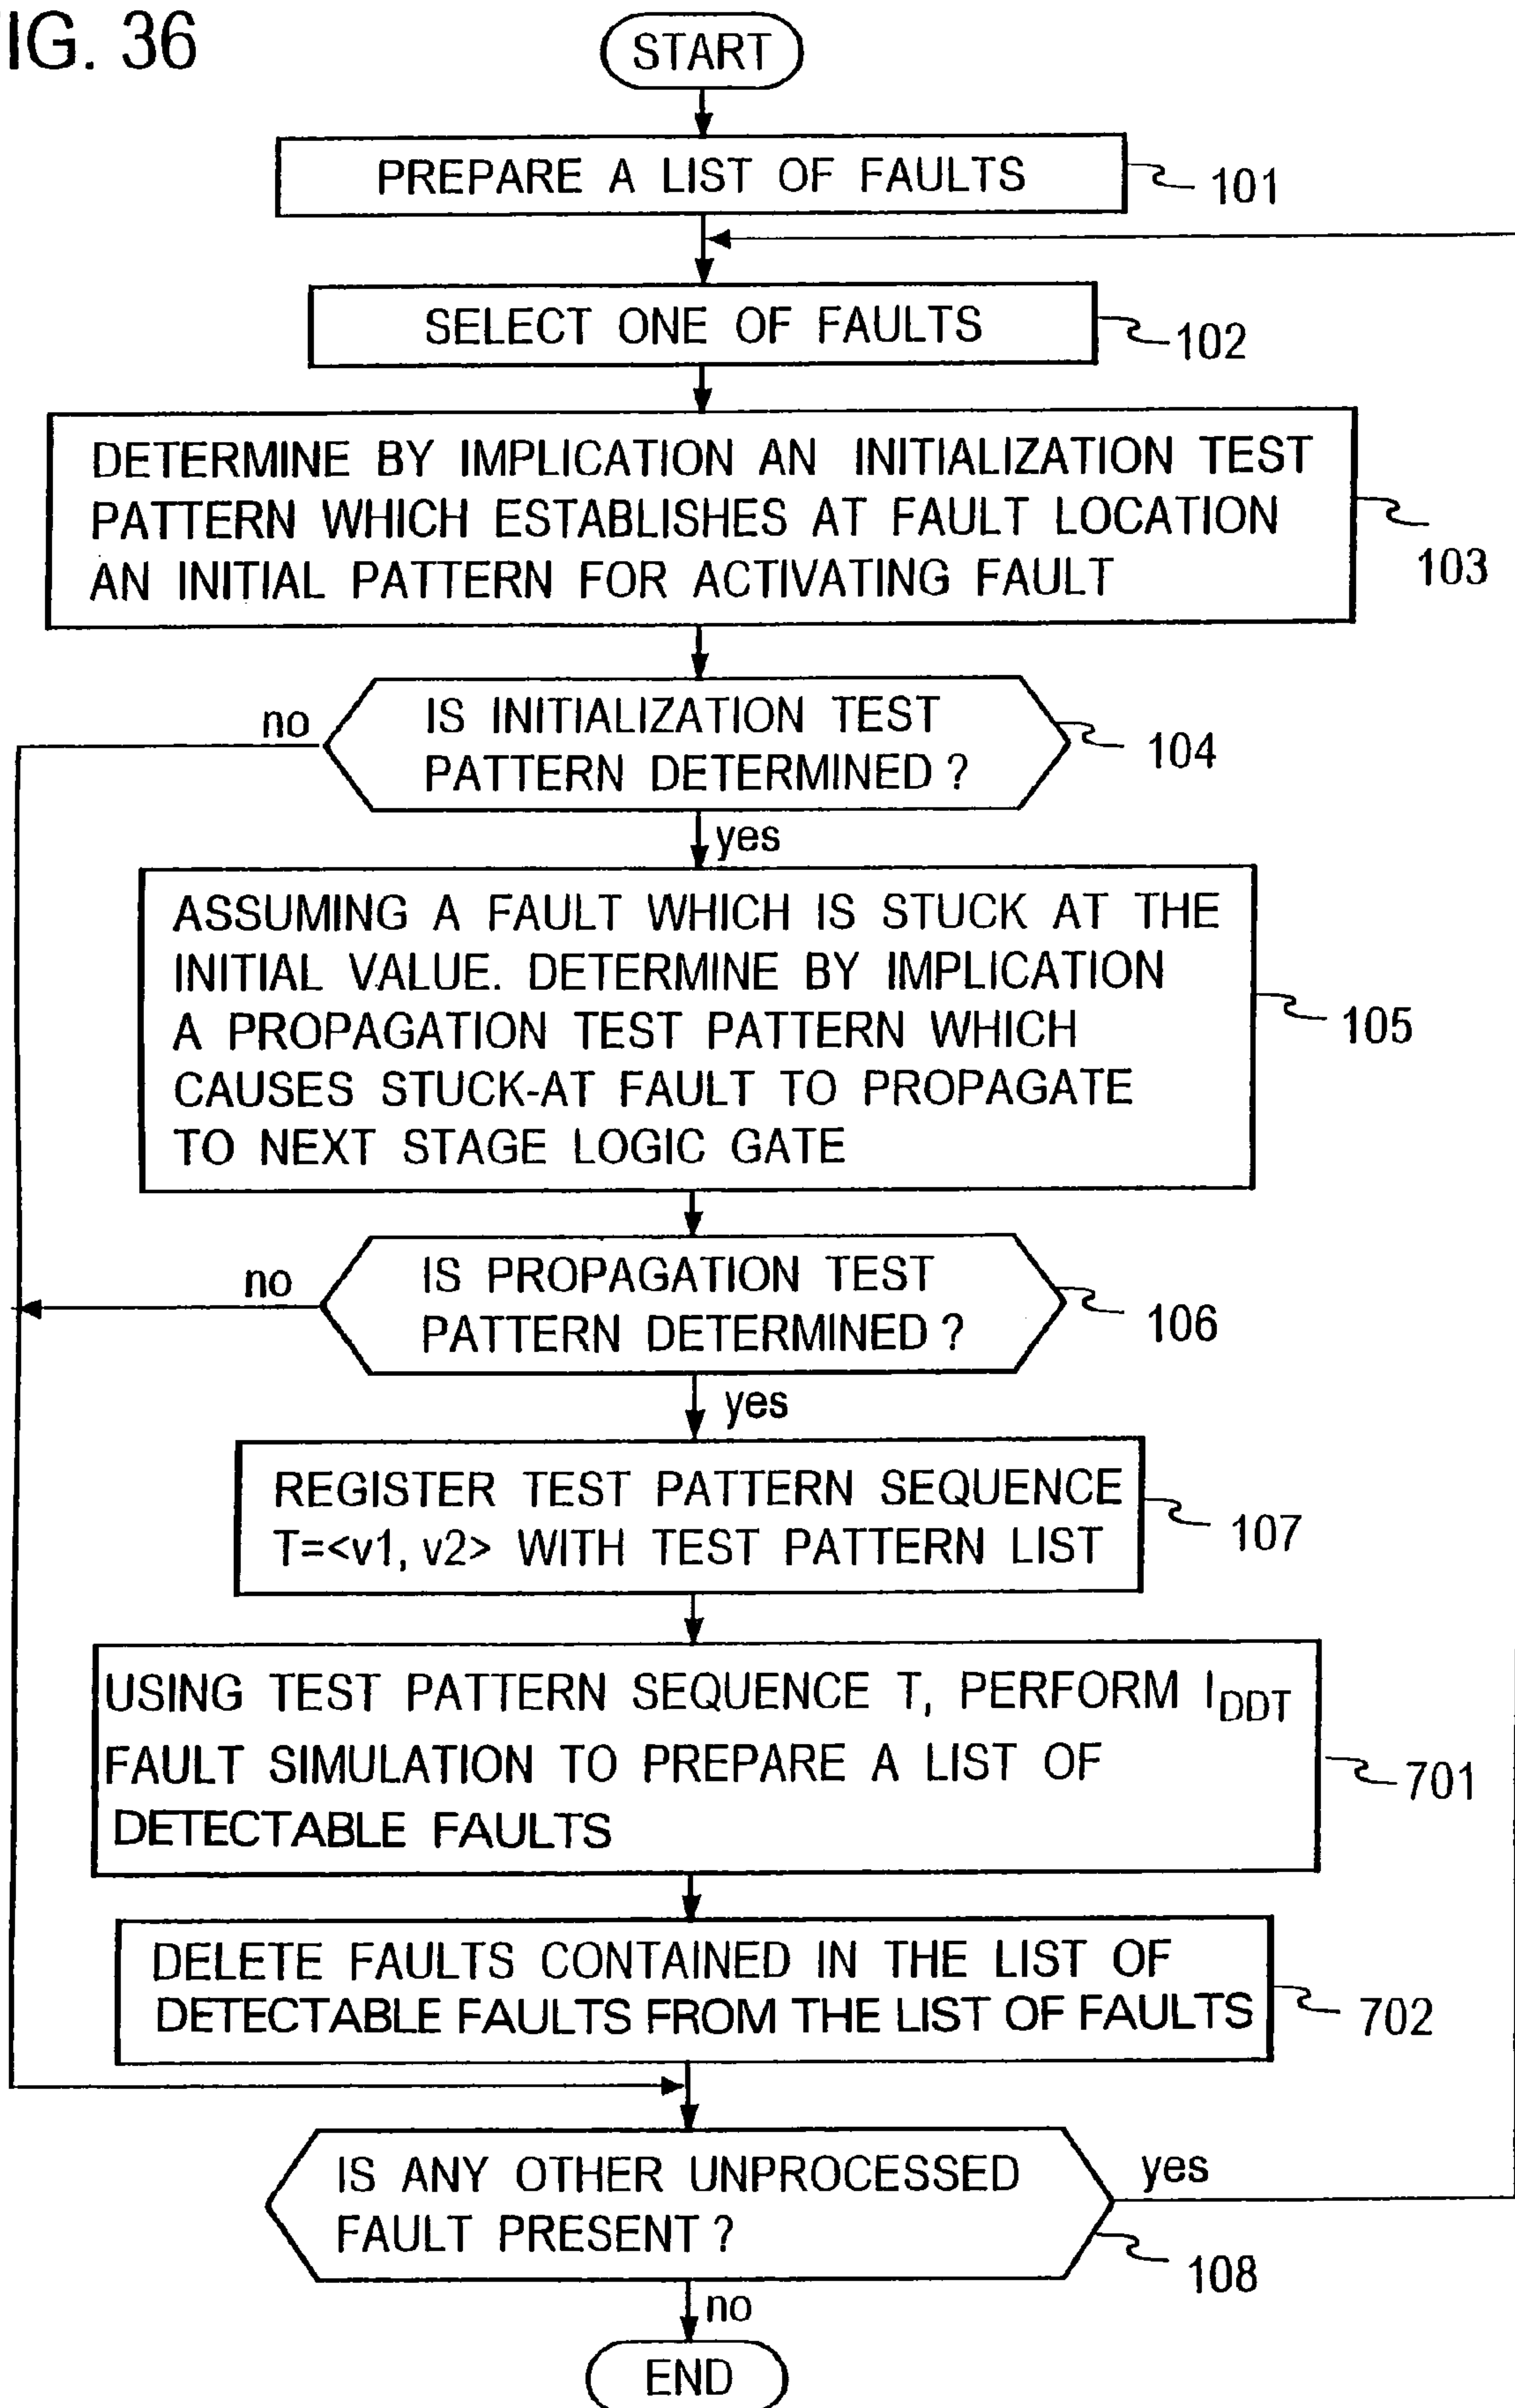 IG. 36
START
PREPARE A LIST OF FAULTS
101
SELECT ONE OF FAULTS
102
DETERMINE BY IMPLICATION AN INITIALIZATION TEST
PATTERN WHICH ESTABLISHES AT FAULT LOCATION
AN INITIAL PATTERN FOR ACTIVATING FAULT
103
no
IS INITIALIZATION TEST
PATTERN DETERMINED ?
104
yes
ASSUMING A FAULT WHICH IS STUCK AT THE
INITIAL VALUE. DETERMINE BY IMPLICATION
A PROPAGATION TEST PATTERN WHICH
CAUSES STUCK-AT FAULT TO PROPAGATE
TO NEXT STAGE LOGIC GATE
105
no
IS PROPAGATION TEST
PATTERN DETERMINED ?
106
yes
REGISTER TEST PATTERN SEQUENCE
T=<v1, v2> WITH TEST PATTERN LIST
107
USING TEST PATTERN SEQUENCE T, PERFORM IDDT
FAULT SIMULATION TO PREPARE A LIST OF
DETECTABLE FAULTS
701
DELETE FAULTS CONTAINED IN THE LIST OF
DETECTABLE FAULTS FROM THE LIST OF FAULTS
702
IS ANY OTHER UNPROCESSED
FAULT PRESENT ?
yes
108
no
END